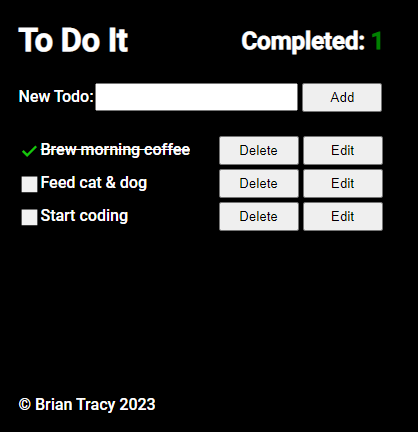 To Do It Completed: 1
New Todo: Add
Brew morning coffee Delete Edit
Feed cat & dog Delete Edit
Start coding Delete Edit
© Brian Tracy 2023